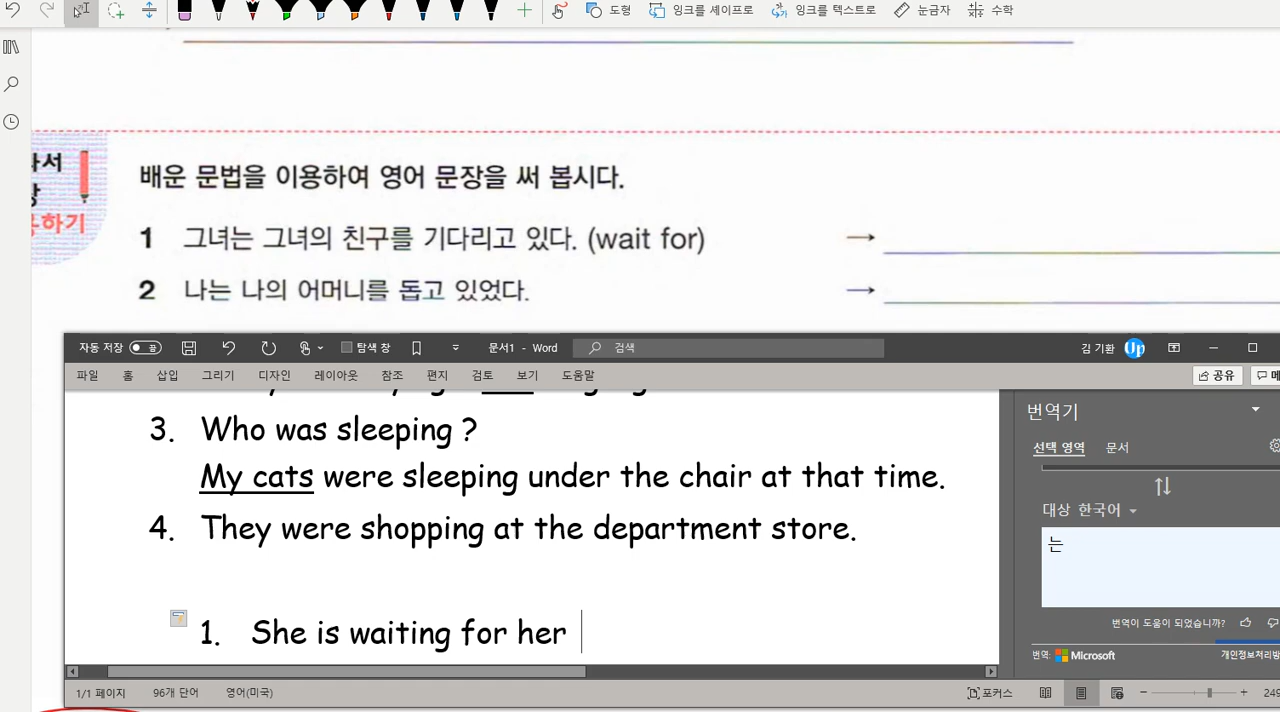 도형
잉크를 셰이프로
잉크를 텍스트로
눈금자
수학
배운 문법을 이용하여 영어 문장을 써 봅시다.
1 그녀는 그녀의 친구를 기다리고 있다. (wait for) →
2 나는 나의 어머니를 돕고 있었다. →
자동 저장 끔 탐색 창 문서1 - Word 검색 김 기환 Up
파일 홈 삽입 그리기 디자인 레이아웃 참조 편지 검토 보기 도움말 공유
번역기
3. Who was sleeping ?
선택 영역 문서
My cats were sleeping under the chair at that time.
대상 한국어
4. They were shopping at the department store.
는
번역이 도움이 되었습니까?
1. She is waiting for her
번역: Microsoft
1/1 페이지 96개 단어 영어(미국) 포커스